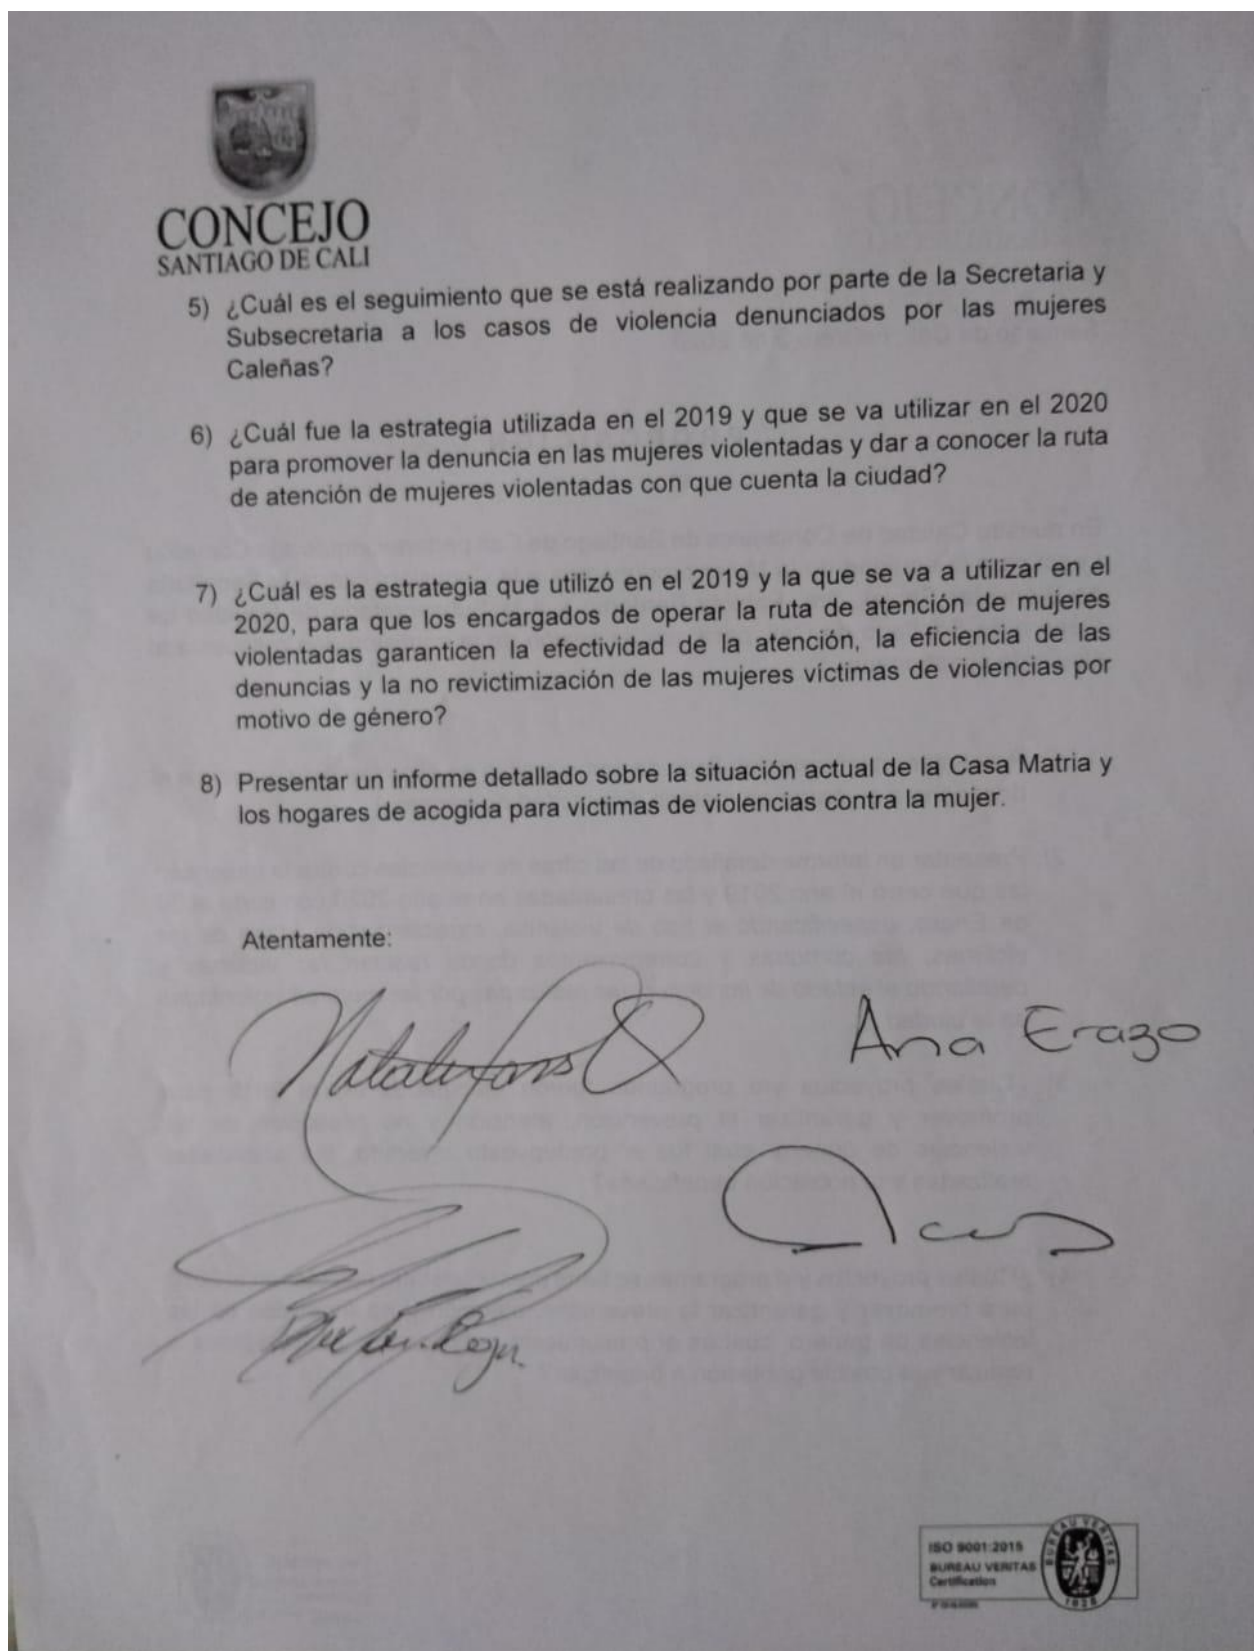 CONCEJO
SANTIAGO DE CALI
5) ¿Cuál es el seguimiento que se está realizando por parte de la Secretaria y
Subsecretaria a los casos de violencia denunciados por las mujeres
Caleñas?
6) ¿Cuál fue la estrategia utilizada en el 2019 y que se va utilizar en el 2020
para promover la denuncia en las mujeres violentadas y dar a conocer la ruta
de atención de mujeres violentadas con que cuenta la ciudad?
7) ¿Cuál es la estrategia que utilizó en el 2019 y la que se va a utilizar en el
2020, para que los encargados de operar la ruta de atención de mujeres
violentadas garanticen la efectividad de la atención, la eficiencia de las
denuncias y la no revictimización de las mujeres víctimas de violencias por
motivo de género?
8) Presentar un informe detallado sobre la situación actual de la Casa Matria y
los hogares de acogida para víctimas de violencias contra la mujer.
Atentamente:
Ana Erazo
ISO 9001:2015
BUREAU VERITAS
Certification
BUREAU VERITAS
1828